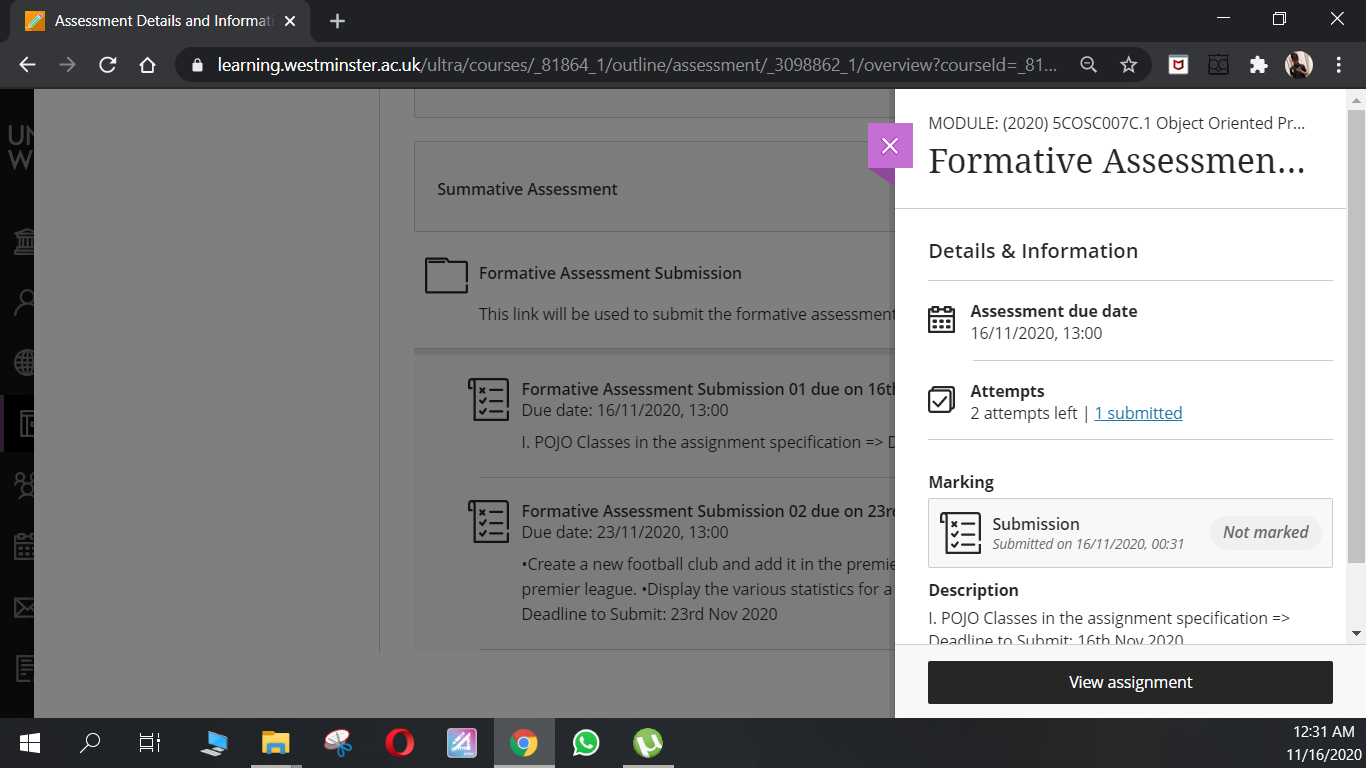 Assessment Details and Informati
learning.westminster.ac.uk/ultra/courses/_81864_1/outline/assessment/_3098862_1/overview?courseId=_81...
UN
W
Summative Assessment
Formative Assessment Submission
This link will be used to submit the formative assessment
Formative Assessment Submission 01 due on 16th
Due date: 16/11/2020, 13:00
I. POJO Classes in the assignment specification => D
Formative Assessment Submission 02 due on 23rd
Due date: 23/11/2020, 13:00
•Create a new football club and add it in the premie
premier league. •Display the various statistics for a
Deadline to Submit: 23rd Nov 2020
MODULE: (2020) 5COSC007C.1 Object Oriented Pr...
Formative Assessmen...
Details & Information
Assessment due date
16/11/2020, 13:00
Attempts
2 attempts left | 1 submitted
Marking
Submission
Submitted on 16/11/2020, 00:31
Not marked
Description
I. POJO Classes in the assignment specification =>
Deadline to Submit: 16th Nov 2020
View assignment
12:31 AM
11/16/2020